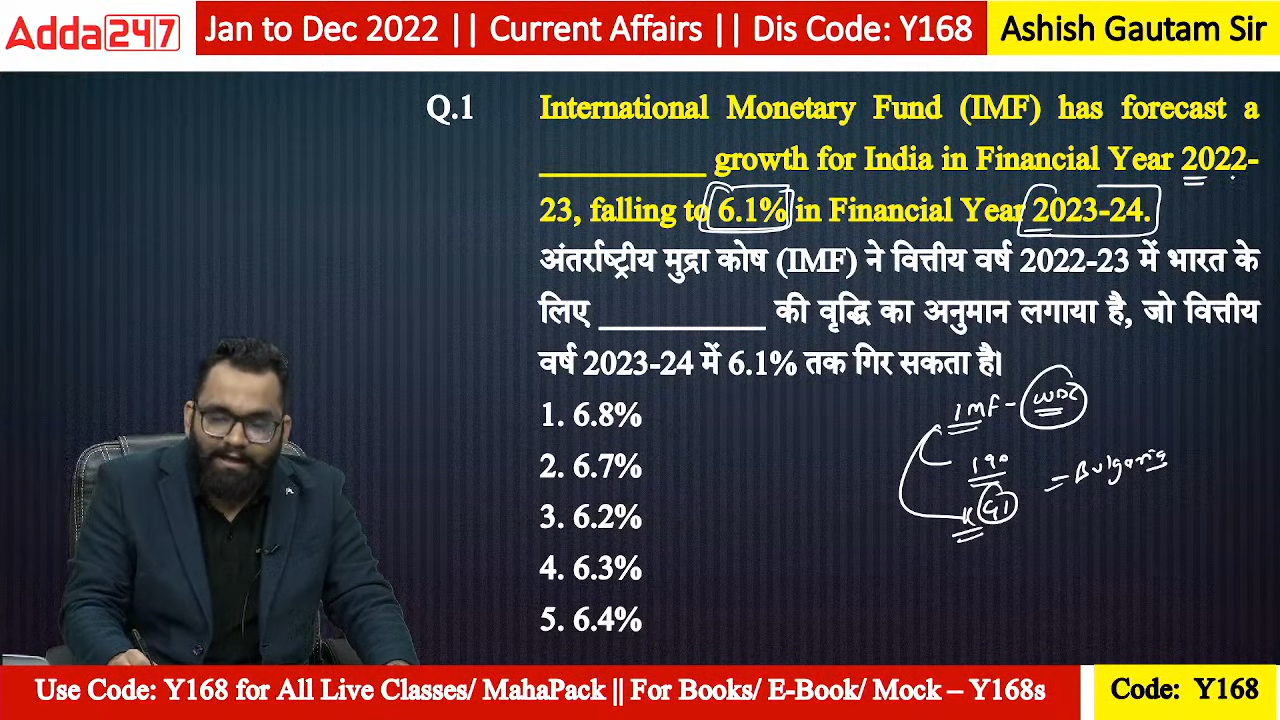 Adda247 Jan to Dec 2022 || Current Affairs || Dis Code: Y168 Ashish Gautam Sir
Q.1 International Monetary Fund (IMF) has forecast a
__________ growth for India in Financial Year 2022-
23, falling to 6.1% in Financial Year 2023-24.
अंतर्राष्ट्रीय मुद्रा कोष (IMF) ने वित्तीय वर्ष 2022-23 में भारत के
लिए __________ की वृद्धि का अनुमान लगाया है, जो वित्तीय
वर्ष 2023-24 में 6.1% तक गिर सकता है।
1. 6.8%
IMF -
2. 6.7%
190
= Bulgaria
3. 6.2%
4. 6.3%
5. 6.4%
Use Code: Y168 for All Live Classes/ MahaPack || For Books/ E-Book/ Mock – Y168s
Code: Y168